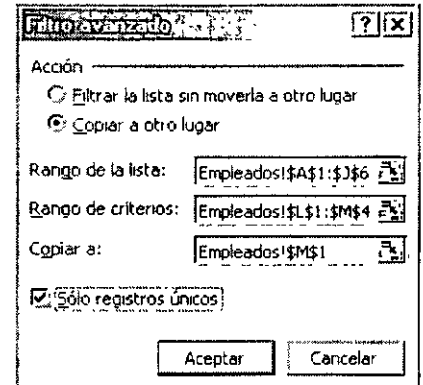 Filtro avanzado
Acción
Filtrar la lista sin moverla a otro lugar
Copiar a otro lugar
Rango de la lista: Empleados!$A$1:$J$6
Rango de criterios: Empleados!$L$1:$M$4
Copiar a: Empleados!$M$1
Sólo registros únicos
Aceptar Cancelar